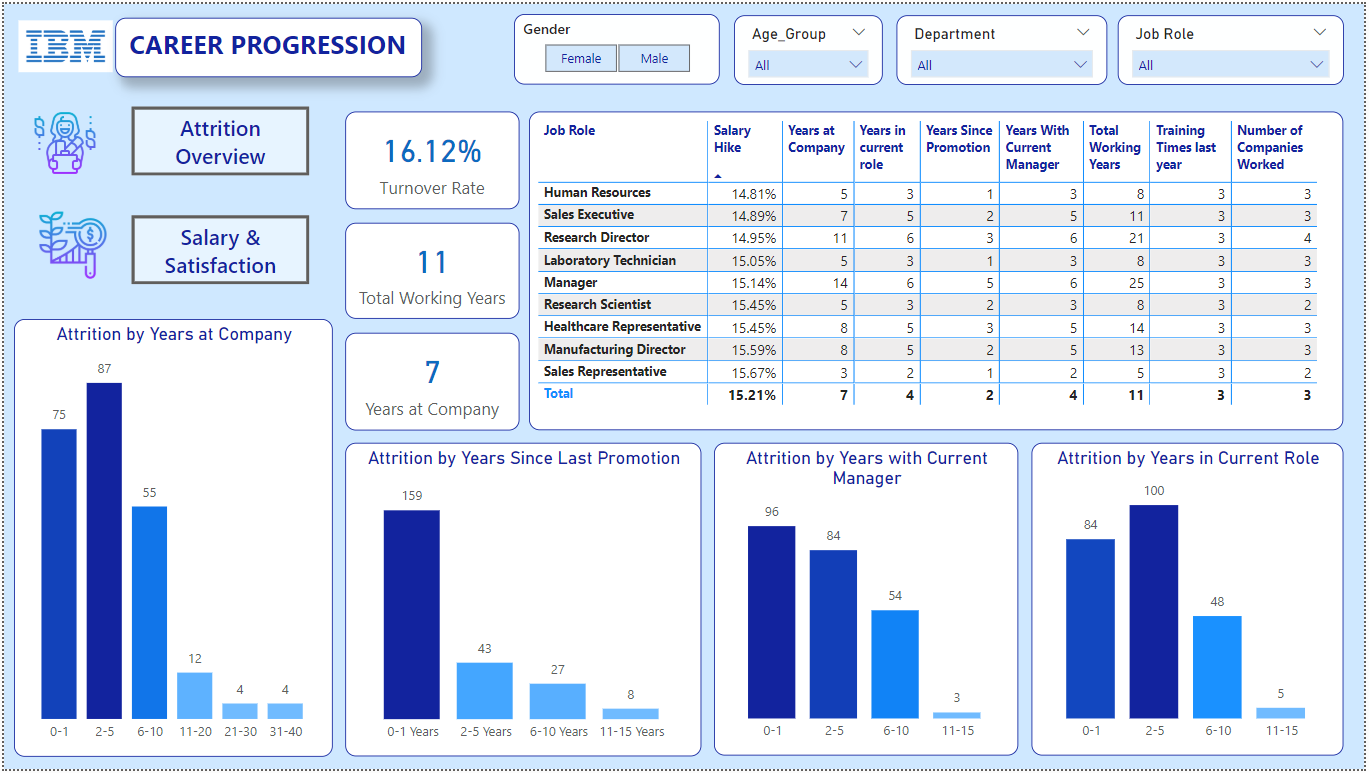 IBM
CAREER PROGRESSION
Gender
Female Male
Age_Group
All
Department
All
Job Role
All
Attrition
Overview
Salary &
Satisfaction
16.12%
Turnover Rate
11
Total Working Years
7
Years at Company
Job Role Salary Hike Years at Company Years in current role Years Since Promotion Years With Current Manager Total Working Years Training Times last year Number of Companies Worked
Human Resources 14.81% 5 3 1 3 8 3 3
Sales Executive 14.89% 7 5 2 5 11 3 3
Research Director 14.95% 11 6 3 6 21 3 4
Laboratory Technician 15.05% 5 3 1 3 8 3 3
Manager 15.14% 14 6 5 6 25 3 3
Research Scientist 15.45% 5 3 2 3 8 3 2
Healthcare Representative 15.45% 8 5 3 5 14 3 3
Manufacturing Director 15.59% 8 5 2 5 13 3 3
Sales Representative 15.67% 3 2 1 2 5 3 2
Total 15.21% 7 4 2 4 11 3 3
Attrition by Years at Company
75 87 55 12 4 4
0-1 2-5 6-10 11-20 21-30 31-40
Attrition by Years Since Last Promotion
159 43 27 8
0-1 Years 2-5 Years 6-10 Years 11-15 Years
Attrition by Years with Current
Manager
96 84 54 3
0-1 2-5 6-10 11-15
Attrition by Years in Current Role
84 100 48 5
0-1 2-5 6-10 11-15